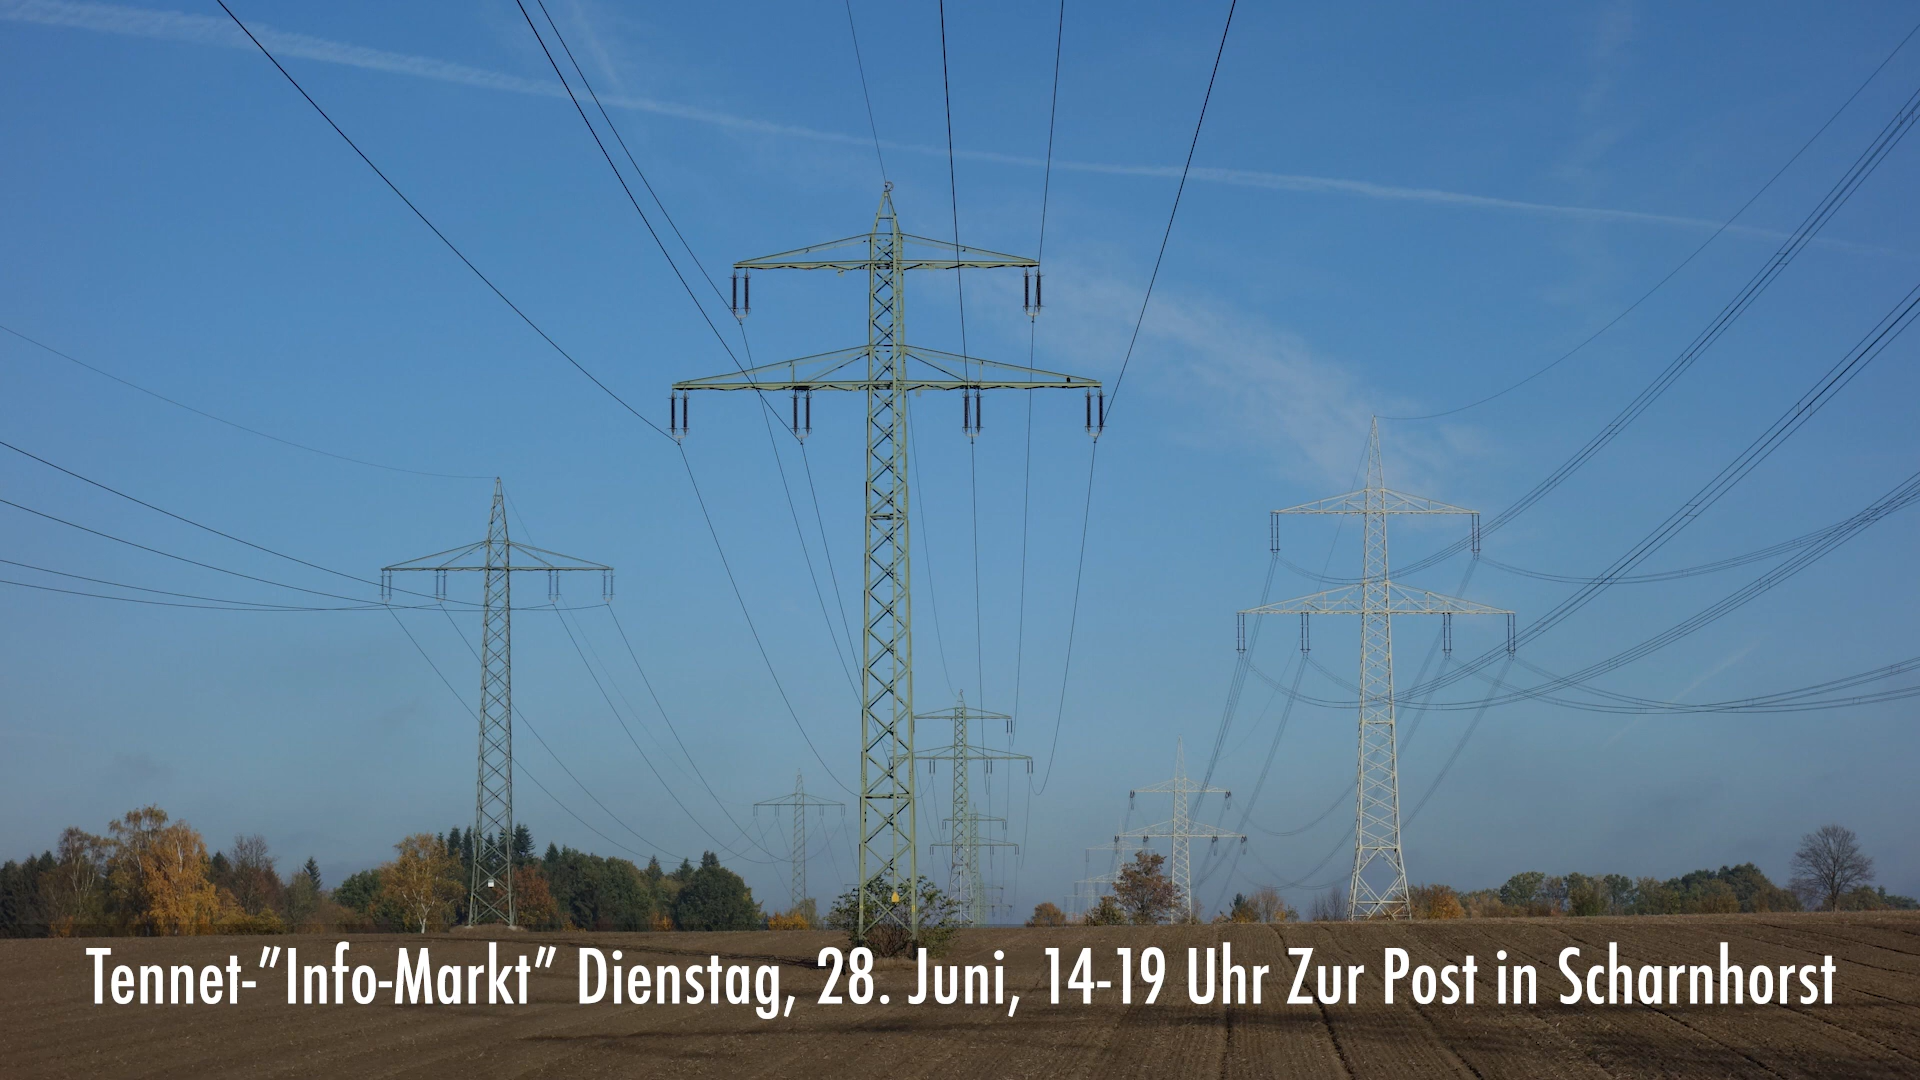 Tennet-"Info-Markt" Dienstag, 28. Juni, 14-19 Uhr Zur Post in Scharnhorst